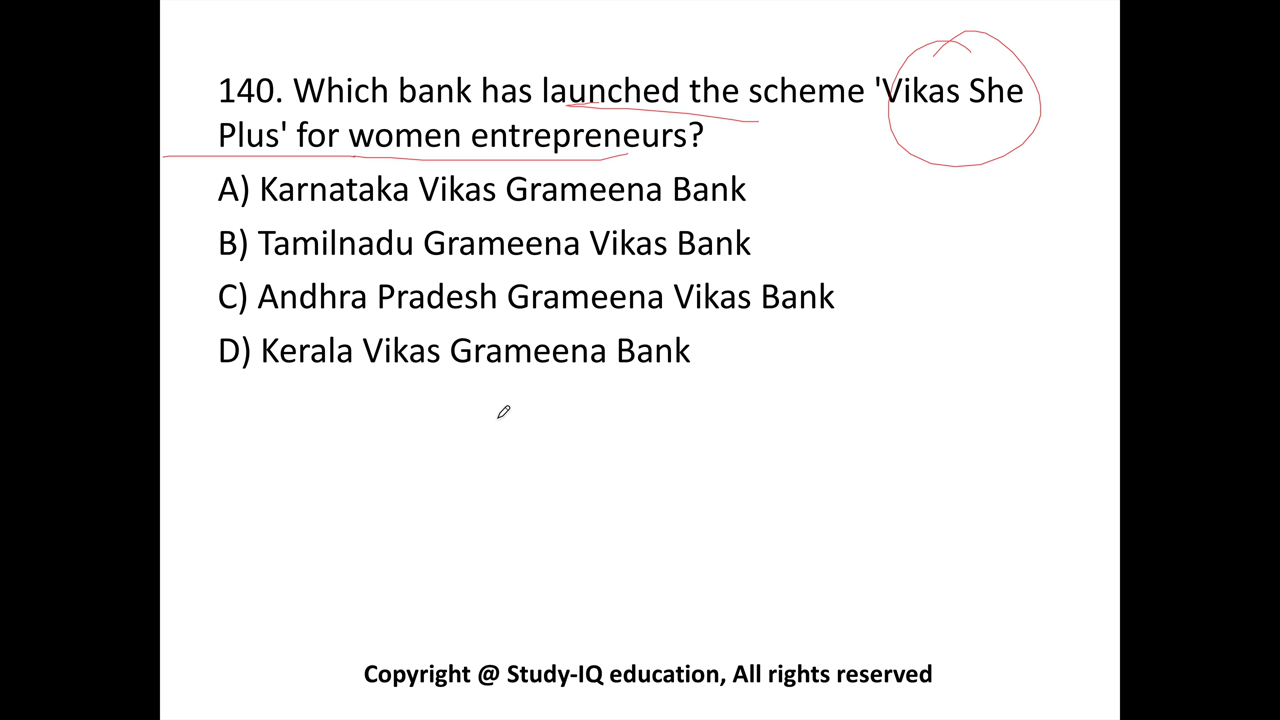 140. Which bank has launched the scheme 'Vikas She
Plus' for women entrepreneurs?
A) Karnataka Vikas Grameena Bank
B) Tamilnadu Grameena Vikas Bank
C) Andhra Pradesh Grameena Vikas Bank
D) Kerala Vikas Grameena Bank
Copyright @ Study-IQ education, All rights reserved